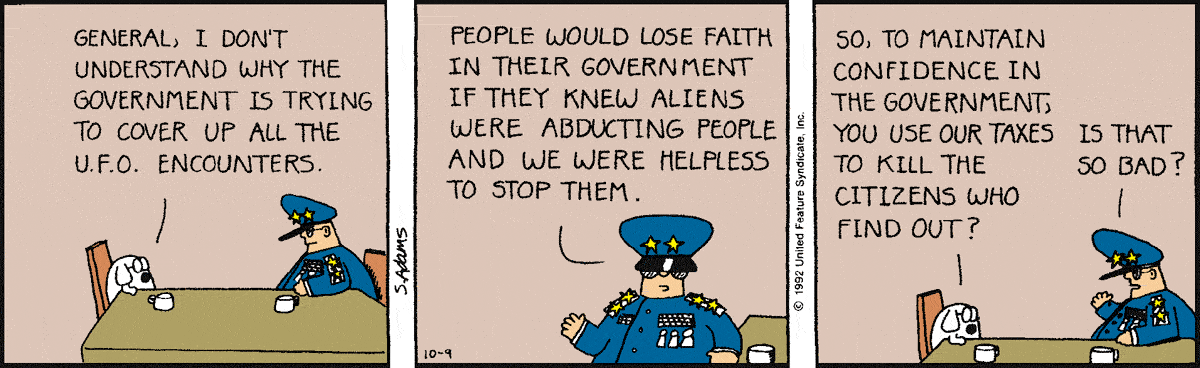 GENERAL, I DON'T
UNDERSTAND WHY THE
GOVERNMENT IS TRYING
TO COVER UP ALL THE
U.F.O. ENCOUNTERS.
S.ADAMS
PEOPLE WOULD LOSE FAITH
IN THEIR GOVERNMENT
IF THEY KNEW ALIENS
WERE ABDUCTING PEOPLE
AND WE WERE HELPLESS
TO STOP THEM.
10-9
© 1992 United Feature Syndicate, Inc.
SO, TO MAINTAIN
CONFIDENCE IN
THE GOVERNMENT,
YOU USE OUR TAXES
TO KILL THE
CITIZENS WHO
FIND OUT?
IS THAT
SO BAD?